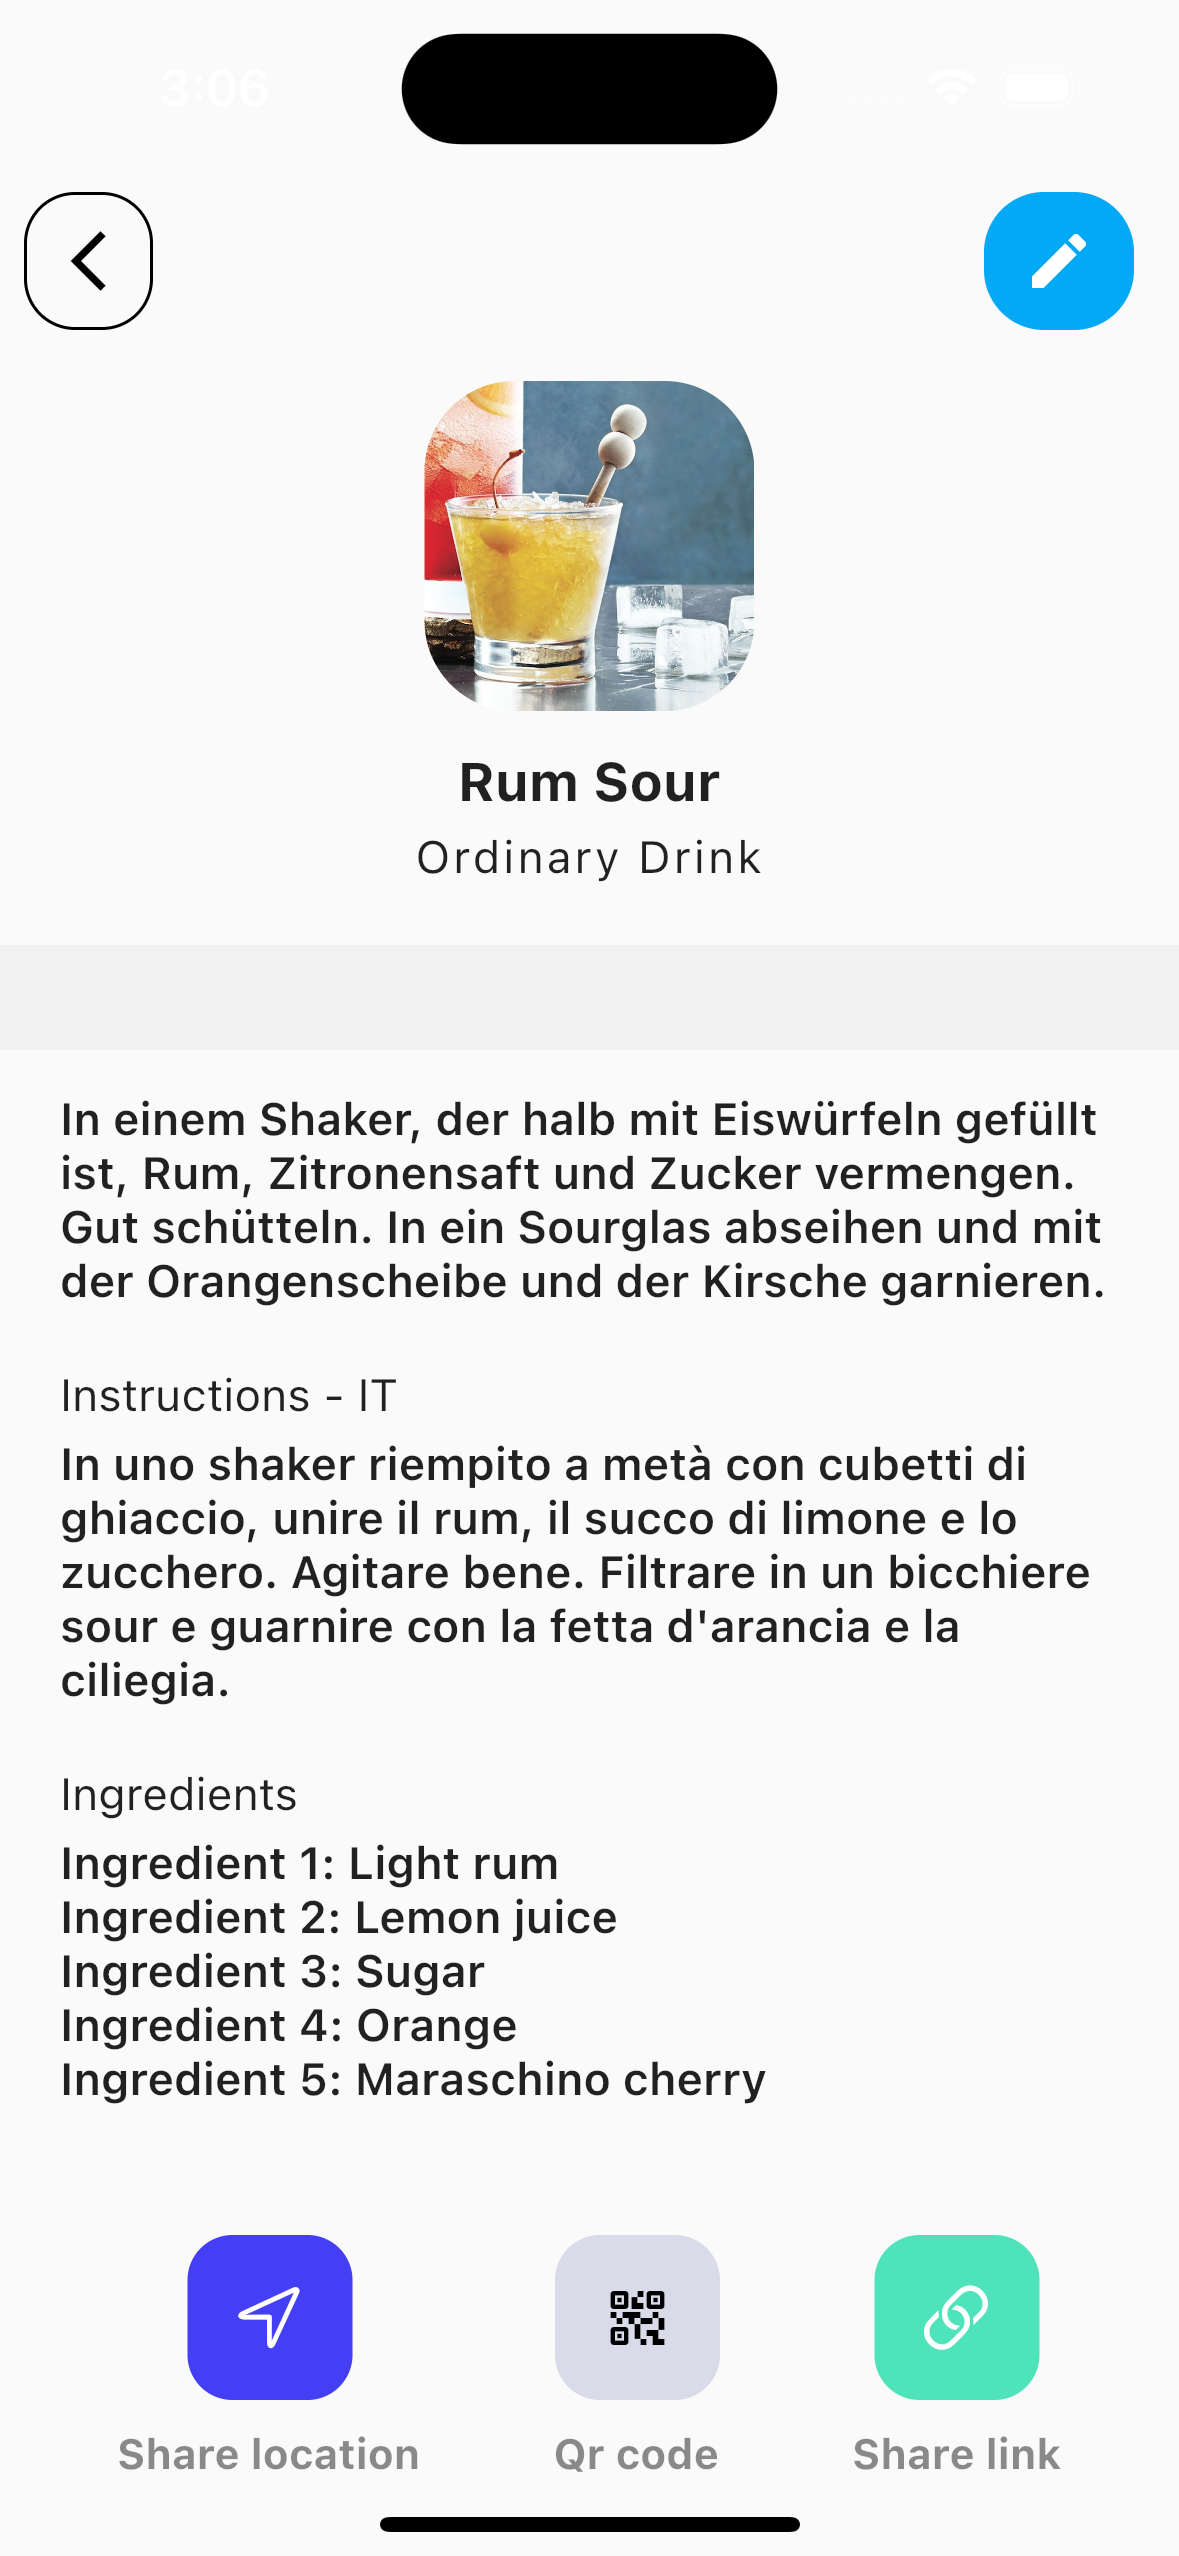 3:06
Rum Sour
Ordinary Drink
In einem Shaker, der halb mit Eiswürfeln gefüllt
ist, Rum, Zitronensaft und Zucker vermengen.
Gut schütteln. In ein Sourglas abseihen und mit
der Orangenscheibe und der Kirsche garnieren.
Instructions - IT
In uno shaker riempito a metà con cubetti di
ghiaccio, unire il rum, il succo di limone e lo
zucchero. Agitare bene. Filtrare in un bicchiere
sour e guarnire con la fetta d'arancia e la
ciliegia.
Ingredients
Ingredient 1: Light rum
Ingredient 2: Lemon juice
Ingredient 3: Sugar
Ingredient 4: Orange
Ingredient 5: Maraschino cherry
Share location
Qr code
Share link